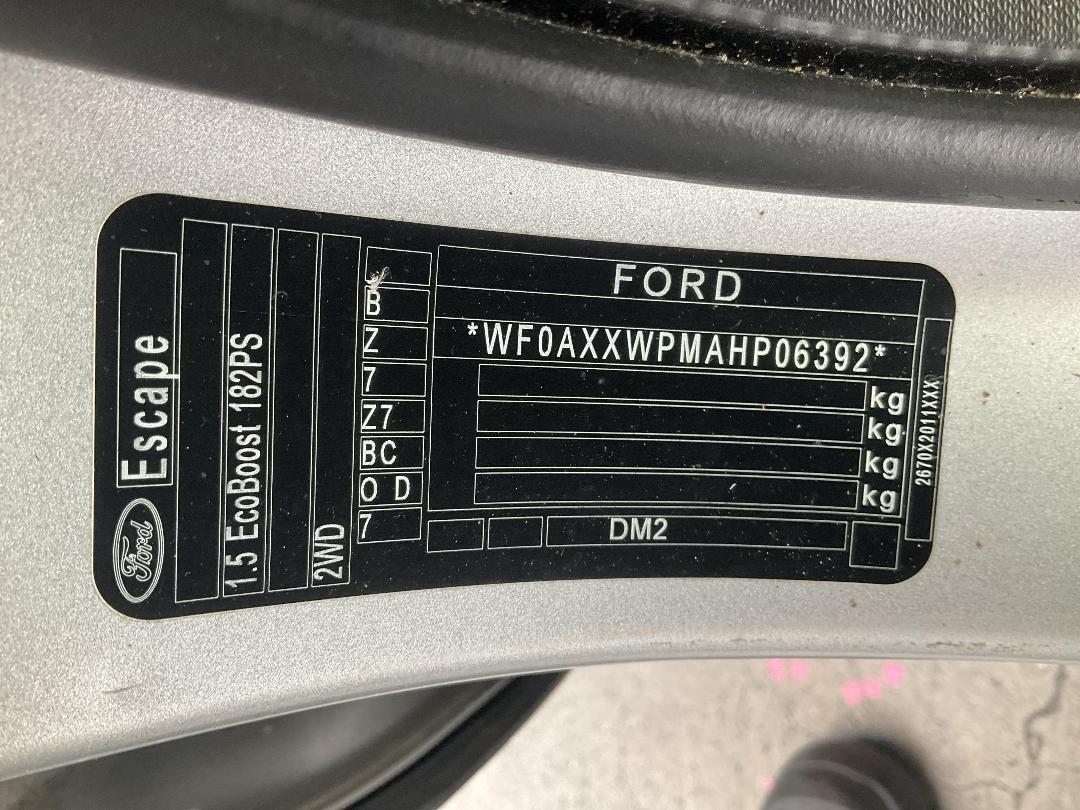 Ford
Escape
1.5 EcoBoost 182PS
2WD
B
Z
7
Z7
BC
O D
7
FORD
*WF0AXXWPMAHP06392*
kg
kg
kg
kg
DM2
2670X2011XXX